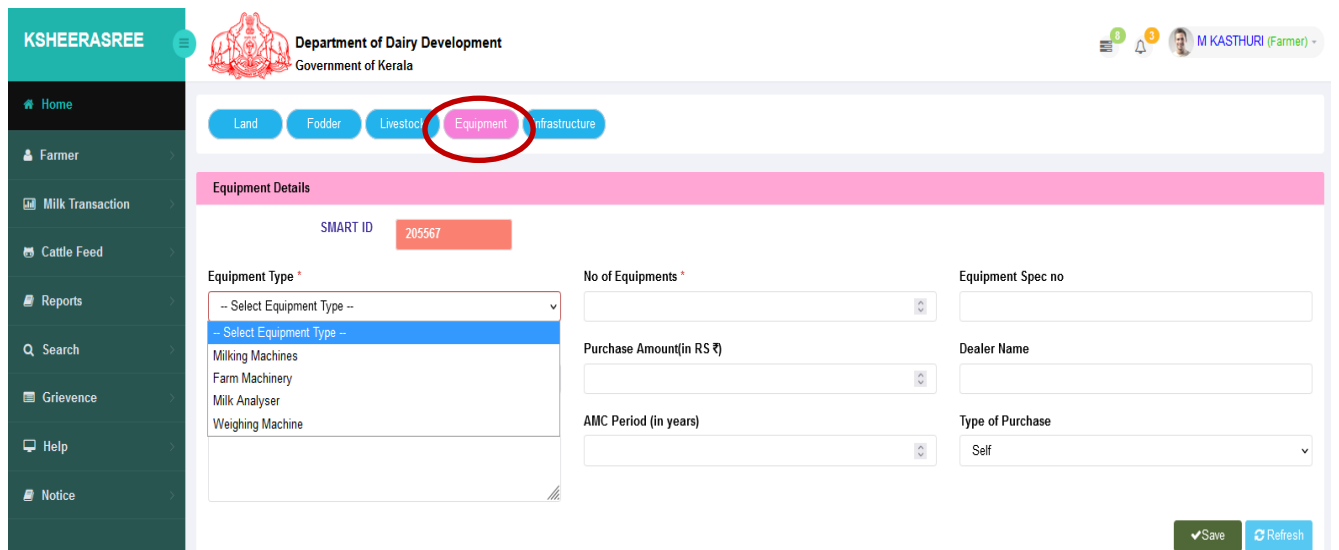 KSHEERASREE
Department of Dairy Development
Government of Kerala
8
3
M KASTHURI (Farmer)
Home
Farmer
Milk Transaction
Cattle Feed
Reports
Search
Grievence
Help
Notice
Land
Fodder
Livestock
Equipment
Infrastructure
Equipment Details
SMART ID
205567
Equipment Type *
-- Select Equipment Type --
-- Select Equipment Type --
Milking Machines
Farm Machinery
Milk Analyser
Weighing Machine
No of Equipments *
Equipment Spec no
Purchase Amount(in RS ₹)
Dealer Name
AMC Period (in years)
Type of Purchase
Self
Save
Refresh